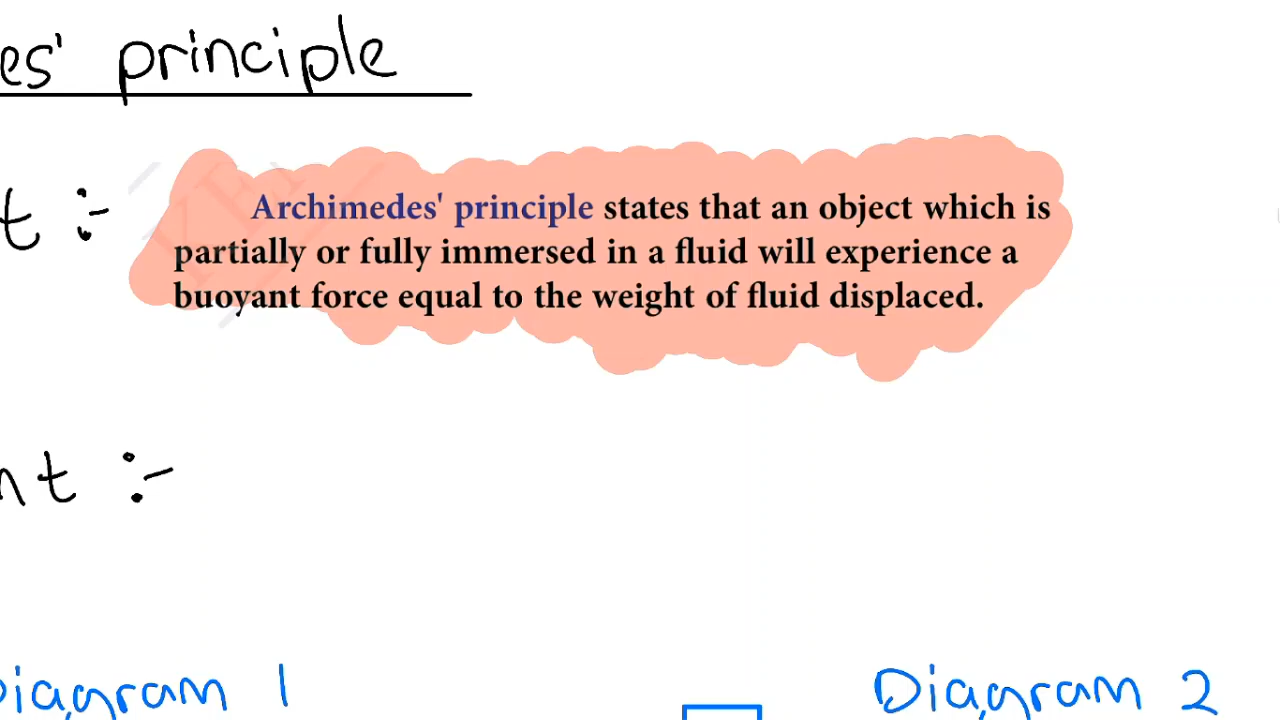 es' principle
t :-
Archimedes' principle states that an object which is
partially or fully immersed in a fluid will experience a
buoyant force equal to the weight of fluid displaced.
nt :-
Diagram 1
Diagram 2